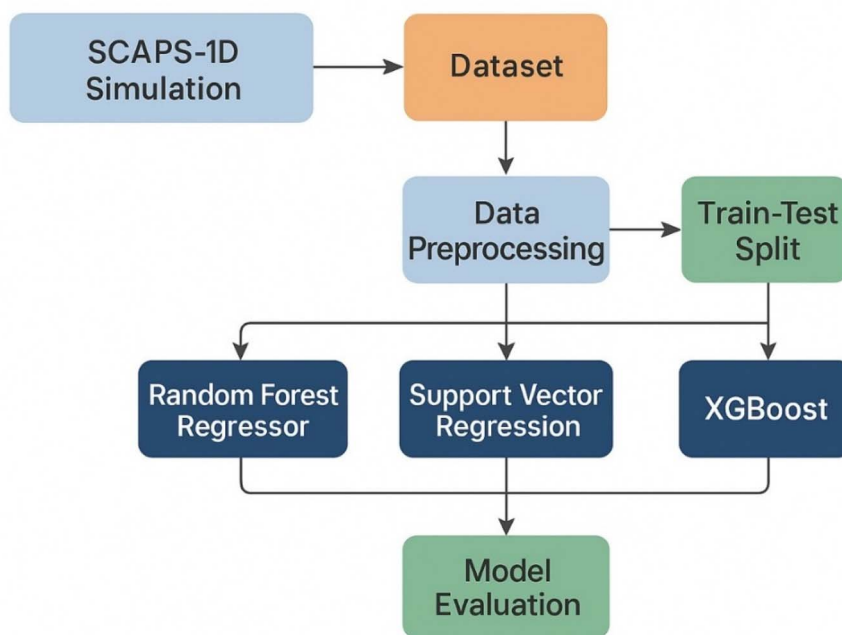 SCAPS-1D
Simulation
Dataset
Data
Preprocessing
Train-Test
Split
Random Forest
Regressor
Support Vector
Regression
XGBoost
Model
Evaluation